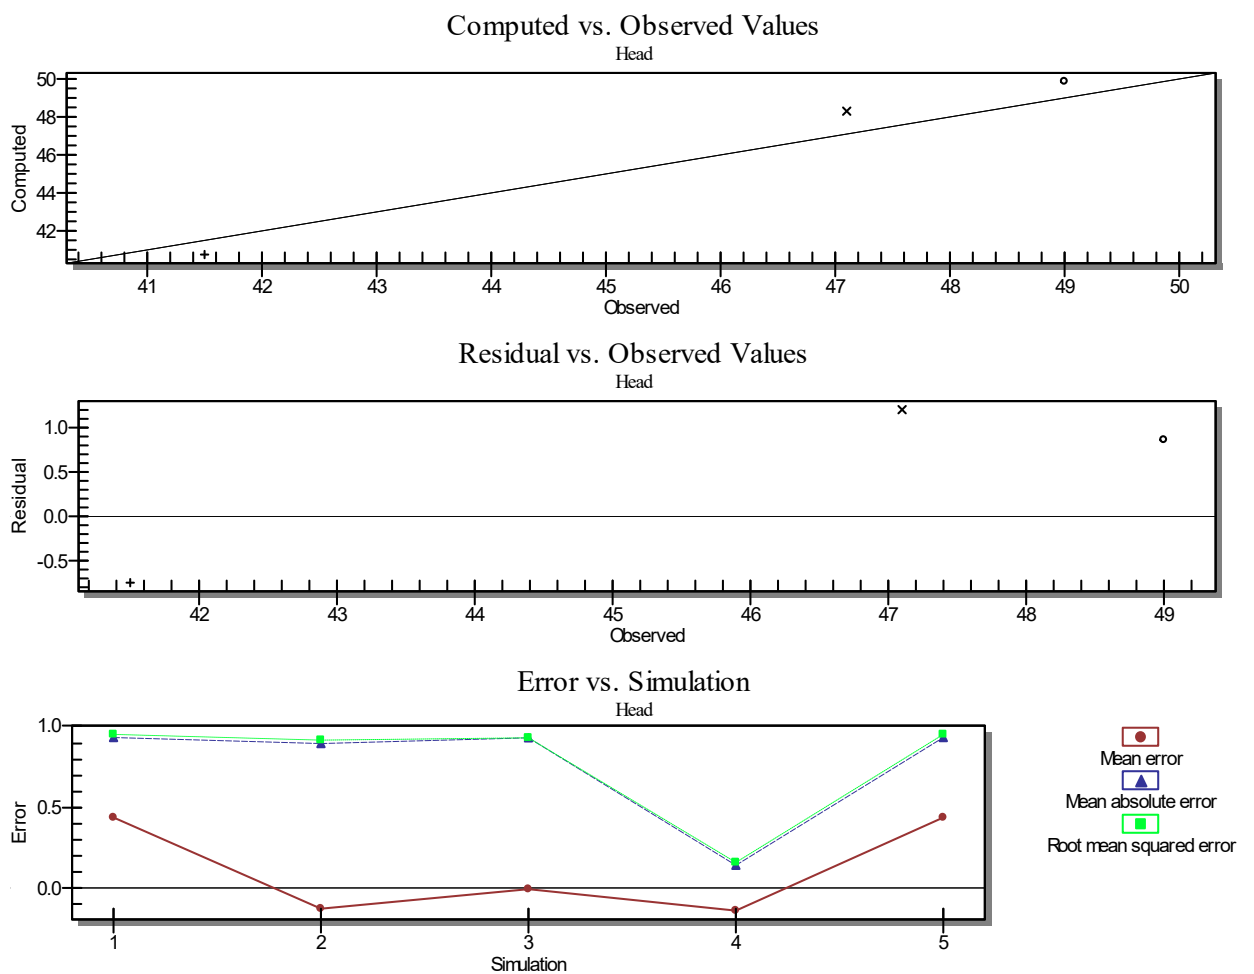 Computed vs. Observed Values
Head
Computed
50
48
46
44
42
41 42 43 44 45 46 47 48 49 50
Observed
Residual vs. Observed Values
Head
Residual
1.0
0.5
0.0
-0.5
42 43 44 45 46 47 48 49
Observed
Error vs. Simulation
Head
Error
1.0
0.5
0.0
1 2 3 4 5
Simulation
Mean error
Mean absolute error
Root mean squared error